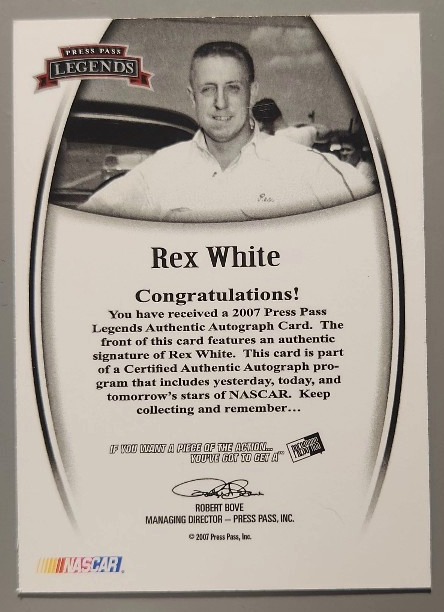 PRESS PASS
LEGENDS
Rex
Rex White
Congratulations!
You have received a 2007 Press Pass
Legends Authentic Autograph Card. The
front of this card features an authentic
signature of Rex White. This card is part
of a Certified Authentic Autograph pro-
gram that includes yesterday, today, and
tomorrow's stars of NASCAR. Keep
collecting and remember...
IF YOU WANT A PIECE OF THE ACTION...
YOU'VE GOT TO GET A
ROBERT BOVE
MANAGING DIRECTOR – PRESS PASS, INC.
© 2007 Press Pass, Inc.
NASCAR